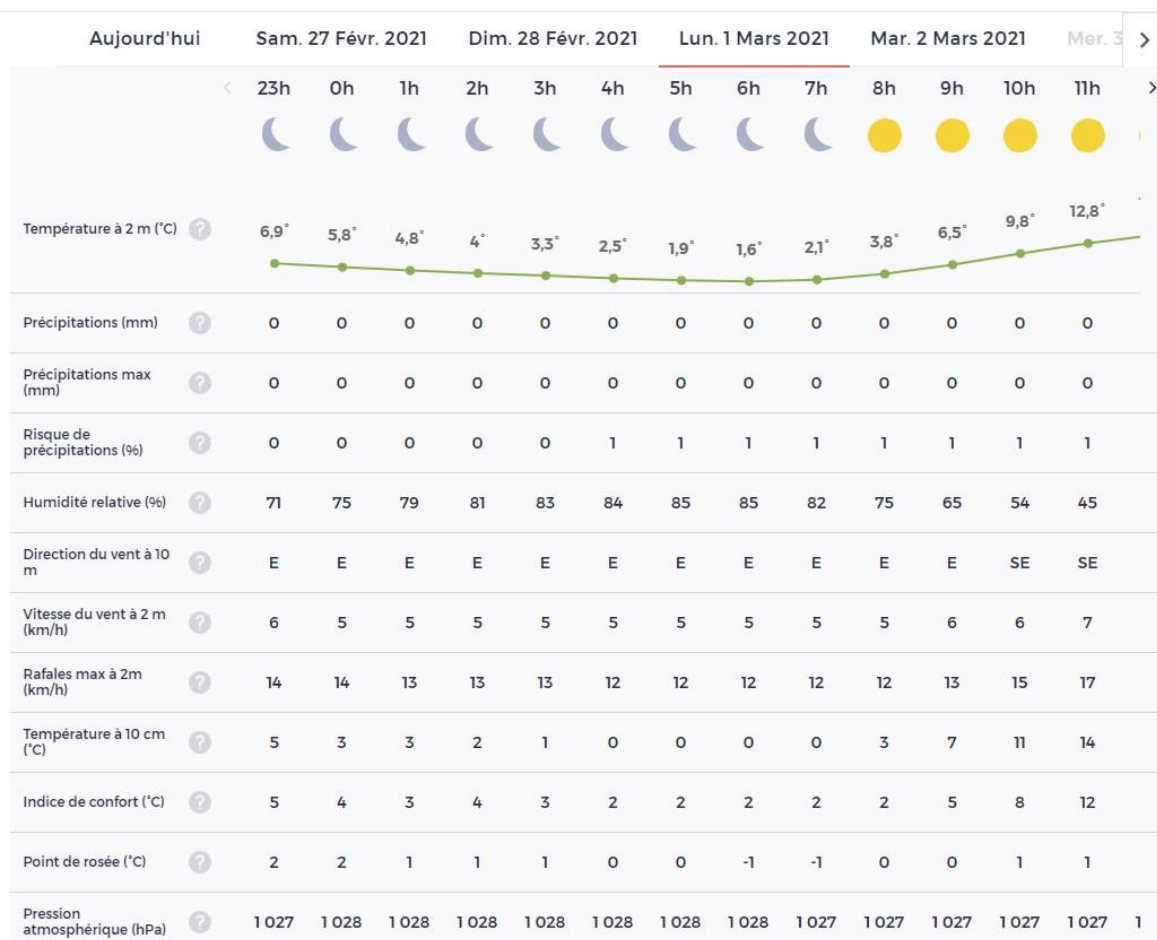 Aujourd'hui Sam. 27 Févr. 2021 Dim. 28 Févr. 2021 Lun. 1 Mars 2021 Mar. 2 Mars 2021 Mer. 3 >
< 23h 0h 1h 2h 3h 4h 5h 6h 7h 8h 9h 10h 11h >
Température à 2 m (°C) ? 6,9° 5,8° 4,8° 4° 3,3° 2,5° 1,9° 1,6° 2,1° 3,8° 6,5° 9,8° 12,8°
Précipitations (mm) ? 0 0 0 0 0 0 0 0 0 0 0 0 0
Précipitations max
(mm) ? 0 0 0 0 0 0 0 0 0 0 0 0 0
Risque de
précipitations (%) ? 0 0 0 0 0 1 1 1 1 1 1 1 1
Humidité relative (%) ? 71 75 79 81 83 84 85 85 82 75 65 54 45
Direction du vent à 10
m ? E E E E E E E E E E E SE SE
Vitesse du vent à 2 m
(km/h) ? 6 5 5 5 5 5 5 5 5 5 6 6 7
Rafales max à 2m
(km/h) ? 14 14 13 13 13 12 12 12 12 12 13 15 17
Température à 10 cm
(°C) ? 5 3 3 2 1 0 0 0 0 3 7 11 14
Indice de confort (°C) ? 5 4 3 4 3 2 2 2 2 2 5 8 12
Point de rosée (°C) ? 2 2 1 1 1 0 0 -1 -1 0 0 1 1
Pression
atmosphérique (hPa) ? 1 027 1 028 1 028 1 028 1 028 1 028 1 028 1 028 1 027 1 027 1 027 1 027 1 027 1